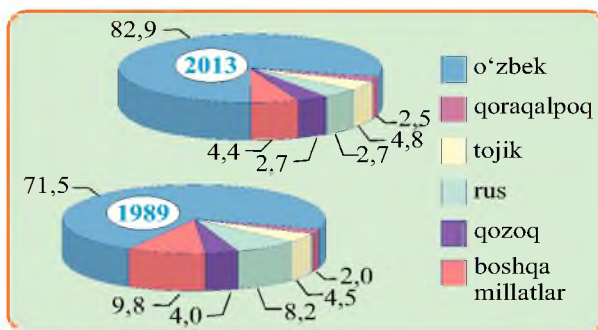 82,9
2013
4,4
2,7
2,7
4,8
2,5
71,5
1989
9,8
4,0
8,2
4,5
2,0
o‘zbek
qoraqalpoq
tojik
rus
qozoq
boshqa
millatlar